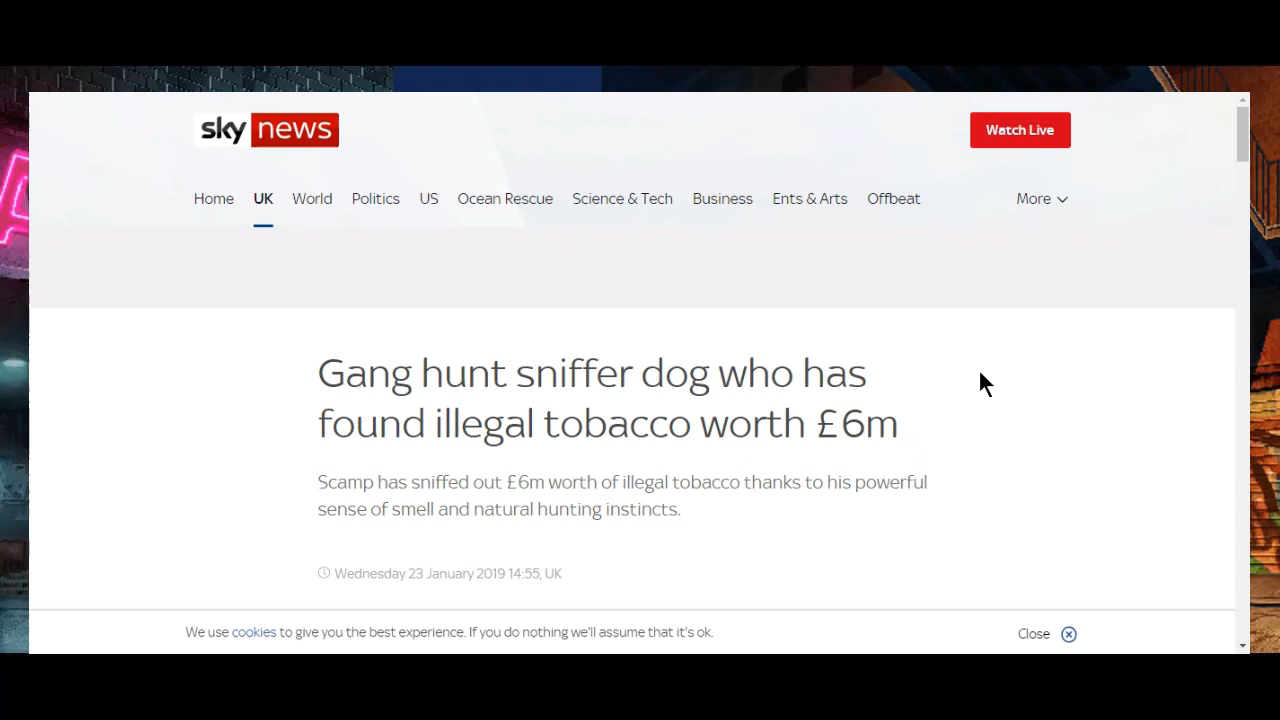 sky news
Watch Live
Home UK World Politics US Ocean Rescue Science & Tech Business Ents & Arts Offbeat More
Gang hunt sniffer dog who has
found illegal tobacco worth £6m
Scamp has sniffed out £6m worth of illegal tobacco thanks to his powerful
sense of smell and natural hunting instincts.
Wednesday 23 January 2019 14:55, UK
We use cookies to give you the best experience. If you do nothing we'll assume that it's ok.
Close